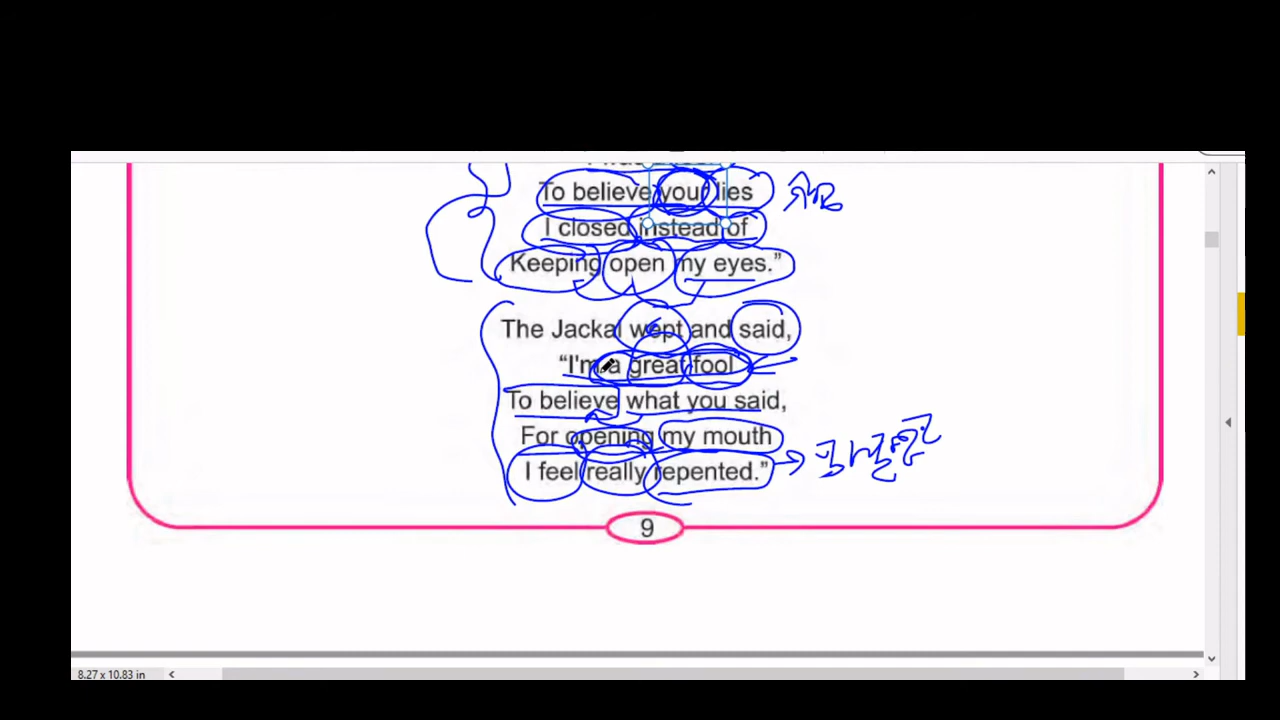 To believe your lies
I closed instead of
Keeping open my eyes.”
The Jackal wept and said,
“I'm a great fool
To believe what you said,
For opening my mouth
I feel really repented.”
9
8.27 x 10.83 in